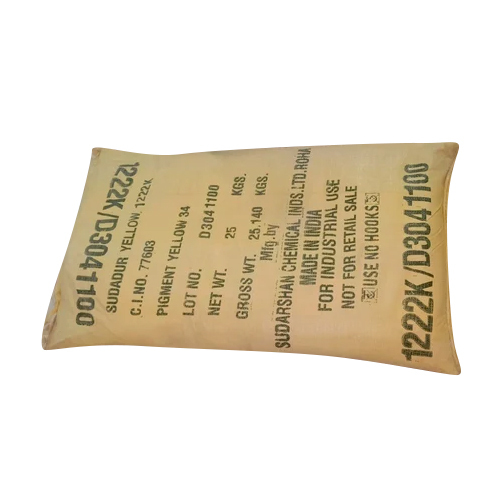 1222K/D3041100
SUDADUR YELLOW, 1222K
C.I.NO. 77603
PIGMENT YELLOW 34
LOT NO. D3041100
NET WT. 25 KGS.
GROSS WT. 25.140 KGS.
Mfg. by
SUDARSHAN CHEMICAL INDS.LTD.ROHA
MADE IN INDIA
FOR INDUSTRIAL USE
NOT FOR RETAIL SALE
USE NO HOOKS
1222K/D3041100